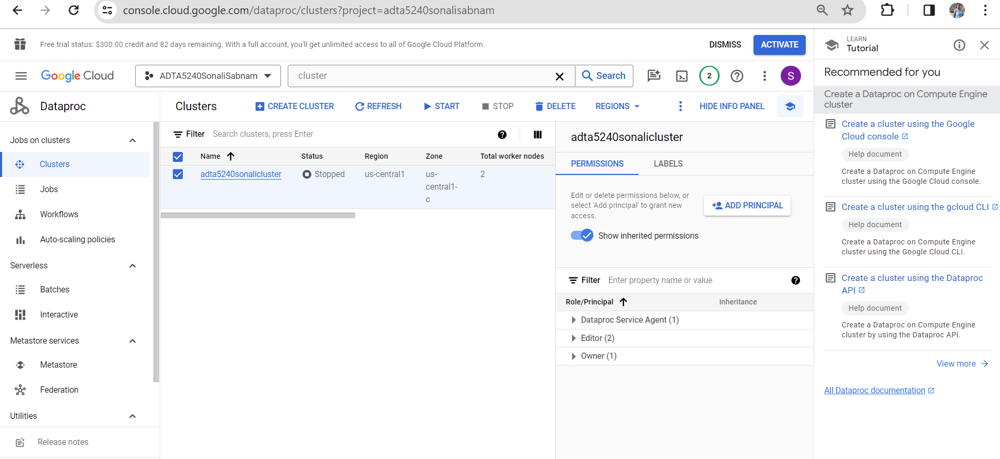 console.cloud.google.com/dataproc/clusters?project=adta5240sonalisabnam
Free trial status: $300.00 credit and 82 days remaining. With a full account, you'll get unlimited access to all of Google Cloud Platform.
DISMISS
ACTIVATE
Google Cloud
ADTA5240SonaliSabnam
cluster
Search
2
S
Dataproc
Jobs on clusters
Clusters
Jobs
Workflows
Auto-scaling policies
Serverless
Batches
Interactive
Metastore services
Metastore
Federation
Utilities
Release notes
Clusters
CREATE CLUSTER
REFRESH
START
STOP
DELETE
REGIONS
HIDE INFO PANEL
Filter Search clusters, press Enter
Name Status Region Zone Total worker nodes
adta5240sonalicluster Stopped us-central1 us- 2
central1-
c
adta5240sonalicluster
PERMISSIONS LABELS
Edit or delete permissions below, or
select 'Add principal' to grant new
access.
ADD PRINCIPAL
Show inherited permissions
Filter Enter property name or value
Role/Principal Inheritance
Dataproc Service Agent (1)
Editor (2)
Owner (1)
LEARN
Tutorial
Recommended for you
Create a Dataproc on Compute Engine
cluster
Create a cluster using the Google
Cloud console
Help document
Create a Dataproc on Compute Engine
cluster using the Google Cloud console.
Create a cluster using the gcloud CLI
Help document
Create a Dataproc on Compute Engine
cluster using the Google Cloud CLI.
Create a cluster using the Dataproc
API
Help document
Create a Dataproc on Compute Engine
cluster by using the Dataproc API.
View more
All Dataproc documentation